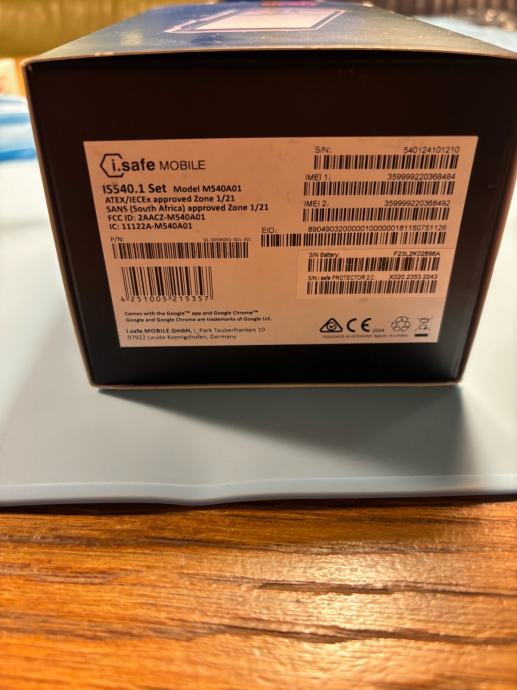 i.safe MOBILE
IS540.1 Set Model M540A01
ATEX/IECEx approved Zone 1/21
SANS (South Africa) approved Zone 1/21
FCC ID: 2AACZ-M540A01
IC: 11122A-M540A01
P/N:
4 251005 215357
Comes with the Google™ app and Google Chrome™
Google and Google Chrome are trademarks of Google LLC.
i.safe MOBILE GmbH, i_Park Tauberfranken 10
97922 Lauda-Koenigshofen, Germany
S/N: 540124101210
IMEI 1: 359999220368484
IMEI 2: 359999220368492
EID: 89049032000001000000181150751126
S/N Battery: F23L2K02898A
S/N i.safe PROTECTOR 2.0: X020.2353.2243
CE 2004
DESIGNED IN GERMANY. MADE IN CHINA.